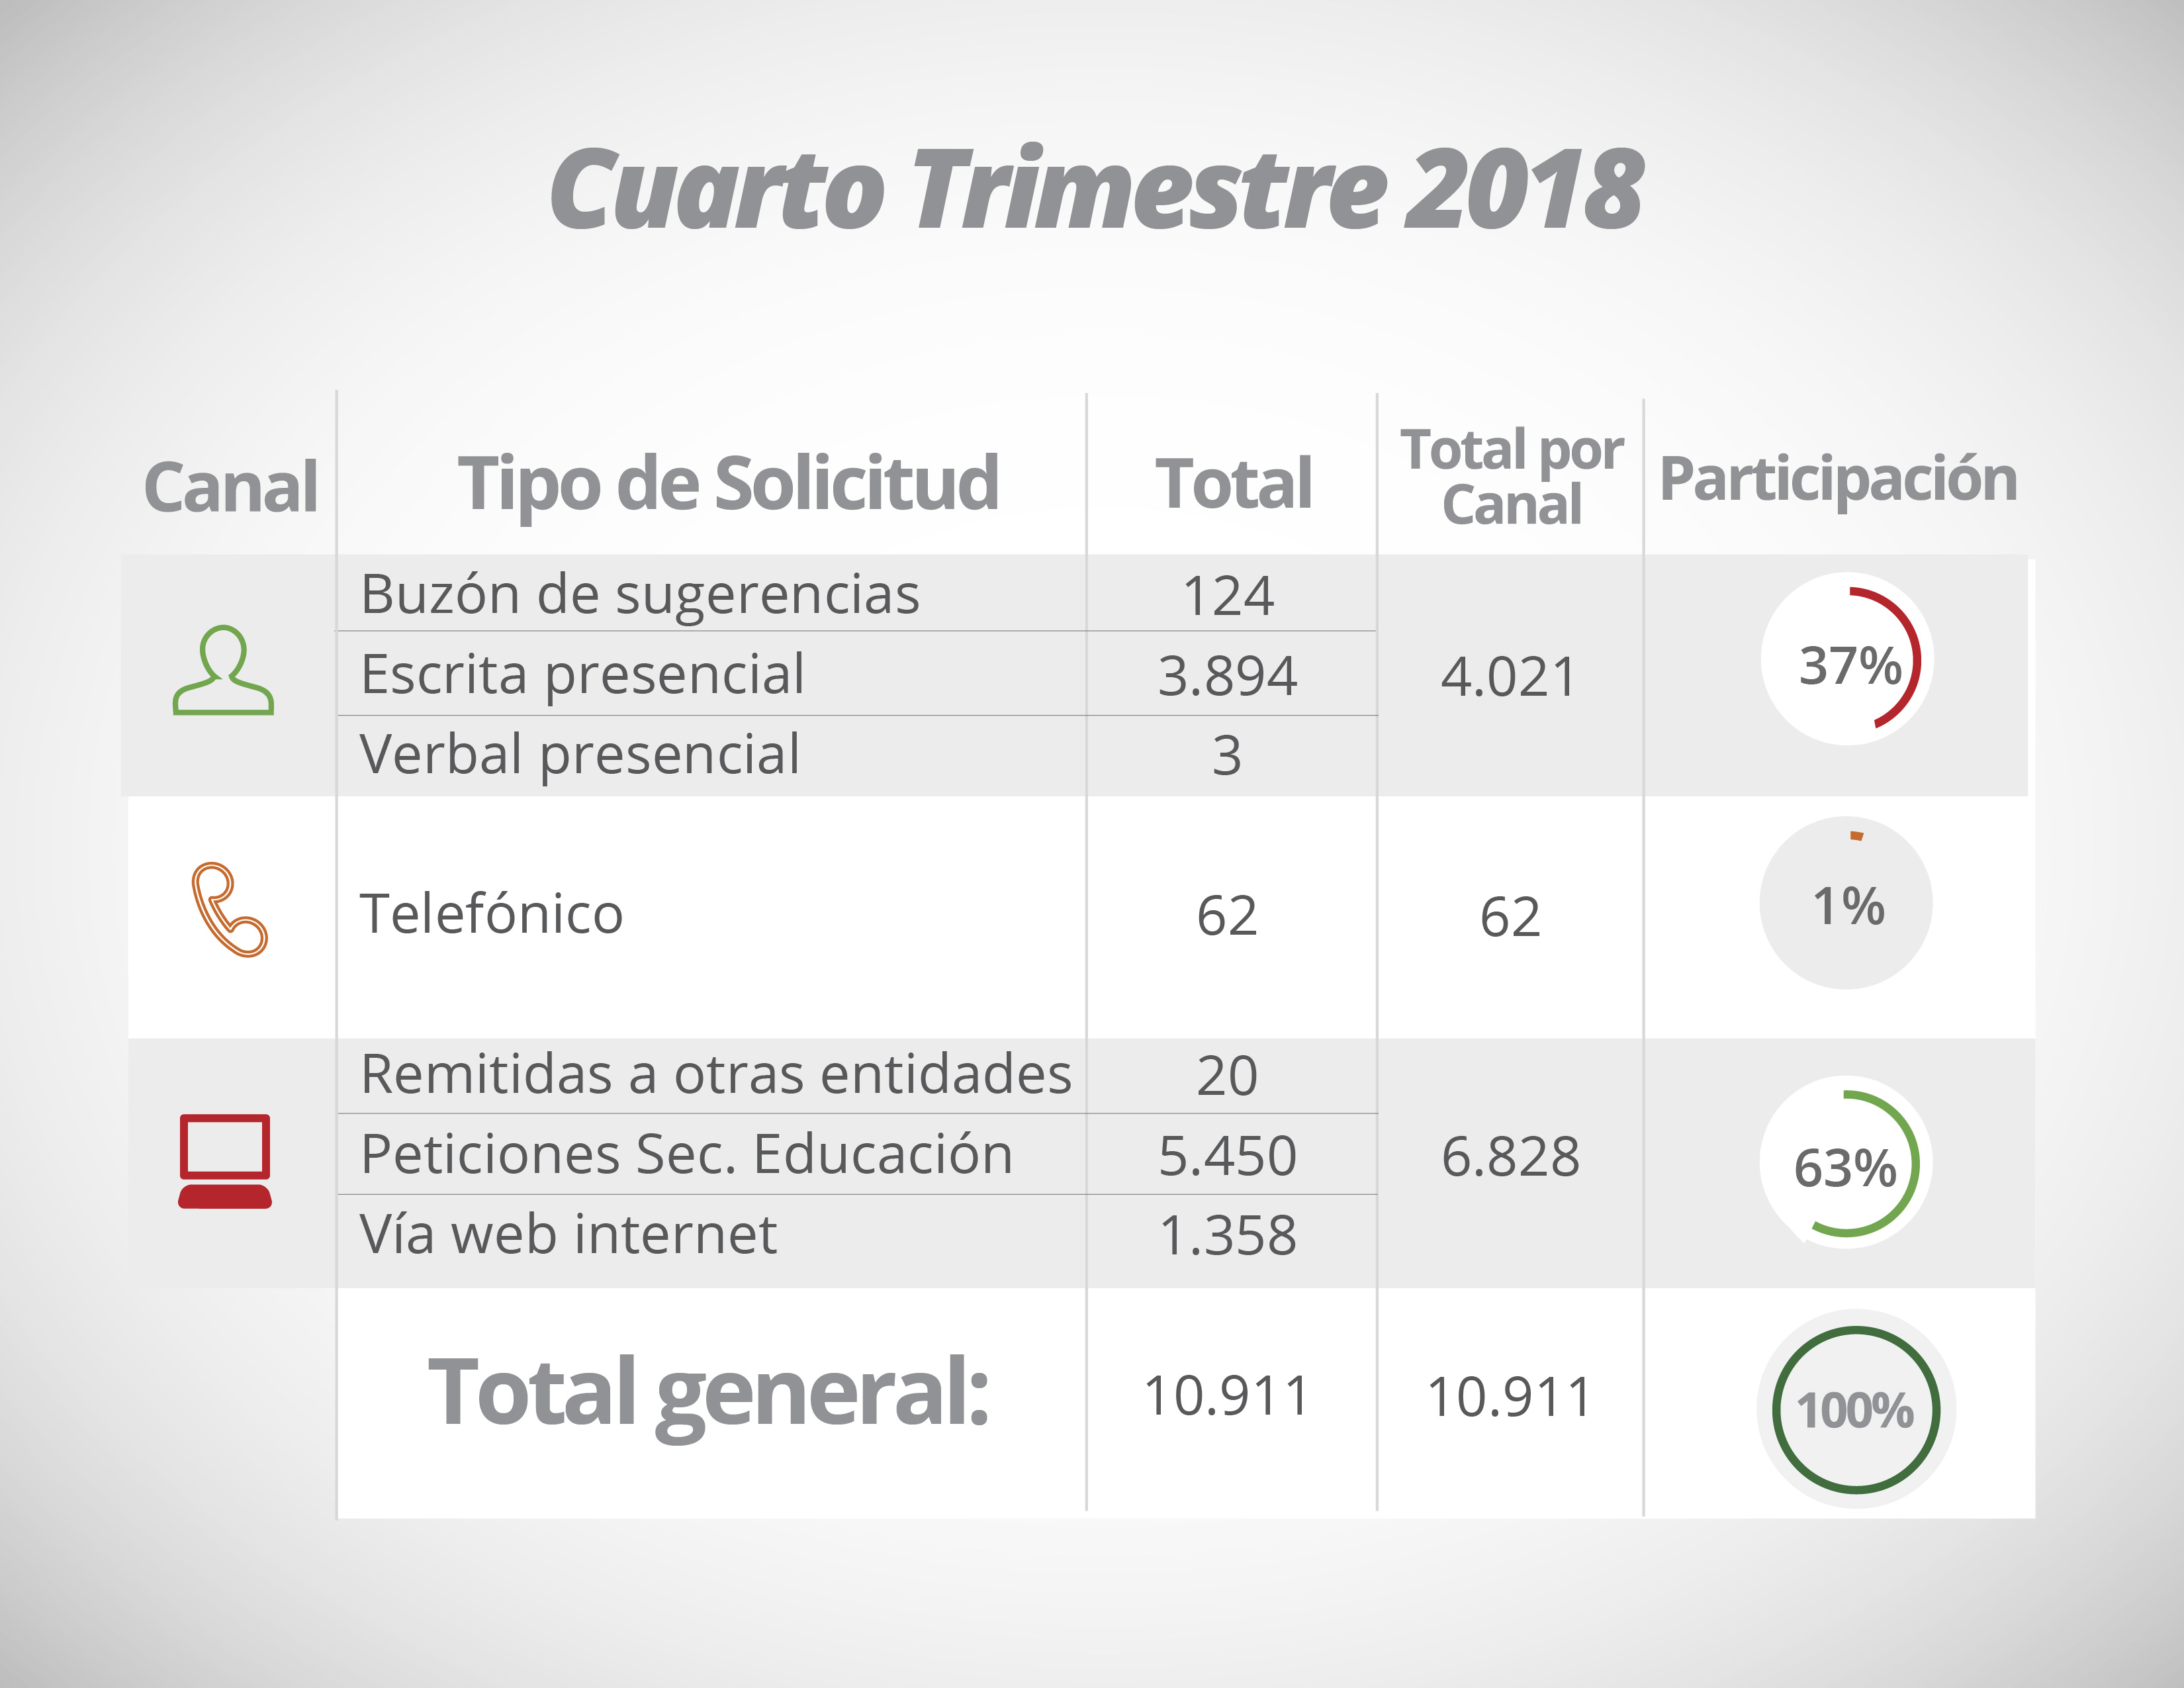 Cuarto Trimestre 2018
Canal Tipo de Solicitud Total Total por Canal Participación
Buzón de sugerencias 124
Escrita presencial 3.894 4.021 37%
Verbal presencial 3
Telefónico 62 62 1%
Remitidas a otras entidades 20
Peticiones Sec. Educación 5.450 6.828 63%
Vía web internet 1.358
Total general: 10.911 10.911 100%